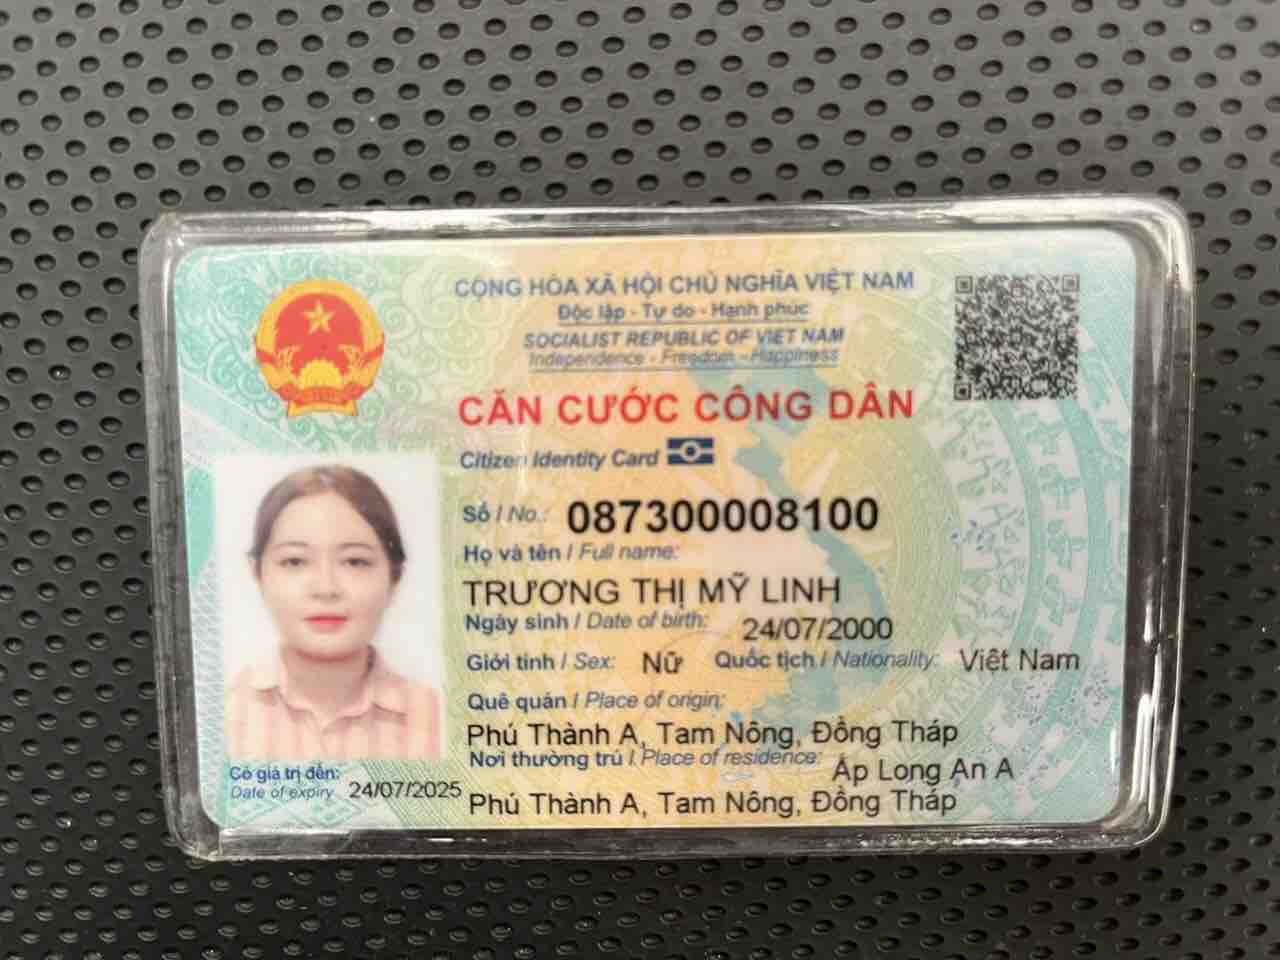 CỘNG HÒA XÃ HỘI CHỦ NGHĨA VIỆT NAM
Độc lập - Tự do - Hạnh phúc
SOCIALIST REPUBLIC OF VIET NAM
Independence - Freedom - Happiness
CĂN CƯỚC CÔNG DÂN
Citizen Identity Card
Số / No.: 087300008100
Họ và tên / Full name:
TRƯƠNG THỊ MỸ LINH
Ngày sinh / Date of birth: 24/07/2000
Giới tính / Sex: Nữ Quốc tịch / Nationality: Việt Nam
Quê quán / Place of origin:
Phú Thành A, Tam Nông, Đồng Tháp
Nơi thường trú / Place of residence: Ấp Long An A
Phú Thành A, Tam Nông, Đồng Tháp
Có giá trị đến: 24/07/2025
Date of expiry